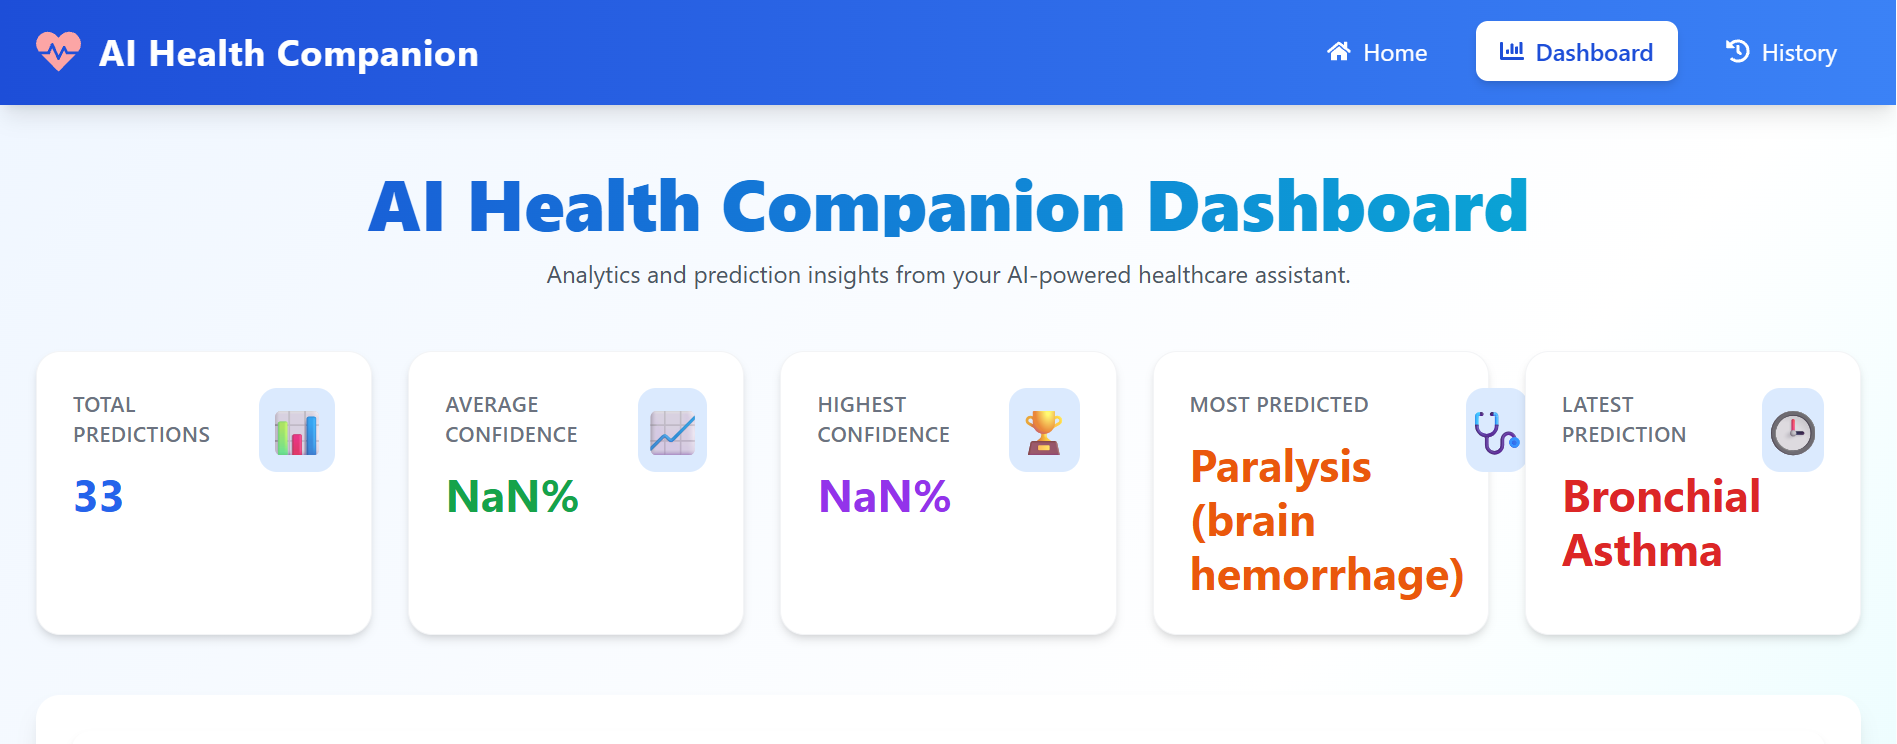 AI Health Companion
Home
Dashboard
History
AI Health Companion Dashboard
Analytics and prediction insights from your AI-powered healthcare assistant.
TOTAL
PREDICTIONS
33
AVERAGE
CONFIDENCE
NaN%
HIGHEST
CONFIDENCE
NaN%
MOST PREDICTED
Paralysis
(brain
hemorrhage)
LATEST
PREDICTION
Bronchial
Asthma